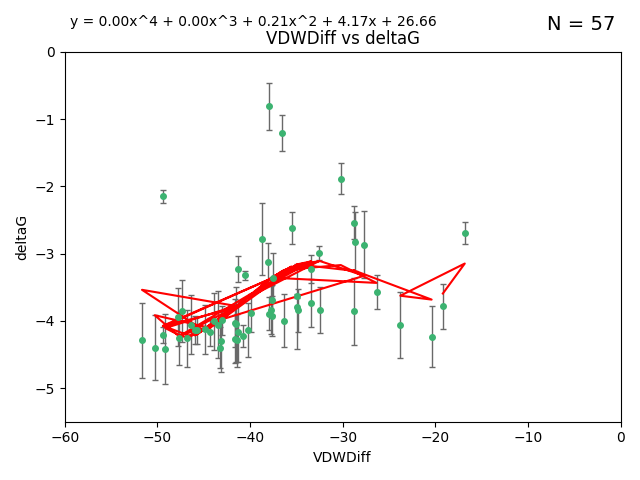 y = 0.00x^4 + 0.00x^3 + 0.21x^2 + 4.17x + 26.66
N = 57
VDWDiff vs deltaG
0
−1
−2
−3
−4
−5
deltaG
−60 −50 −40 −30 −20 −10 0
VDWDiff